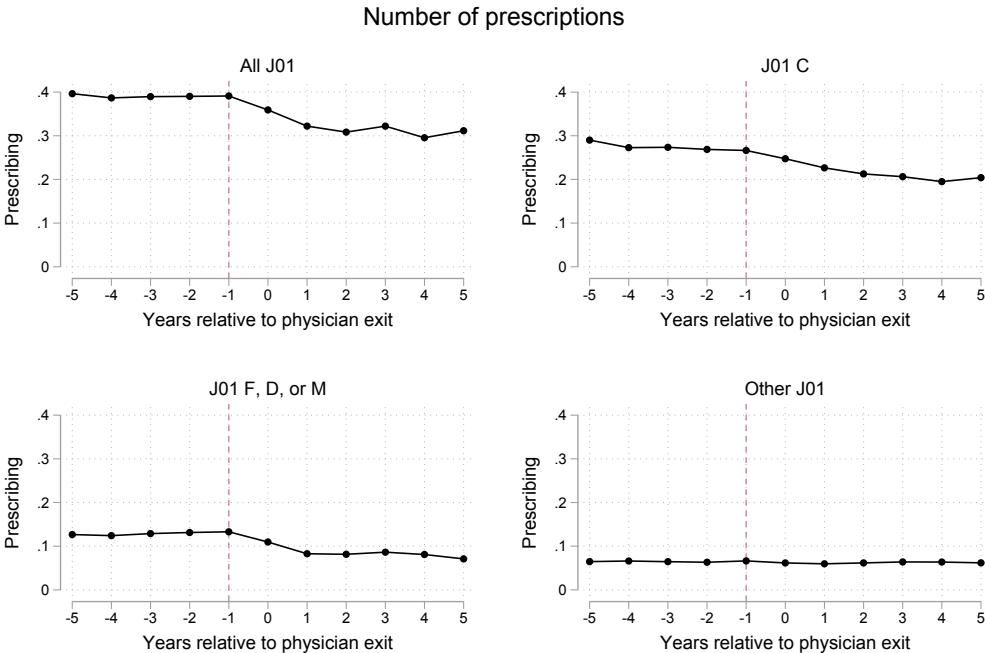 Number of prescriptions
All J01
Prescribing
.4
.3
.2
.1
0
-5 -4 -3 -2 -1 0 1 2 3 4 5
Years relative to physician exit
J01 C
Prescribing
.4
.3
.2
.1
0
-5 -4 -3 -2 -1 0 1 2 3 4 5
Years relative to physician exit
J01 F, D, or M
Prescribing
.4
.3
.2
.1
0
-5 -4 -3 -2 -1 0 1 2 3 4 5
Years relative to physician exit
Other J01
Prescribing
.4
.3
.2
.1
0
-5 -4 -3 -2 -1 0 1 2 3 4 5
Years relative to physician exit